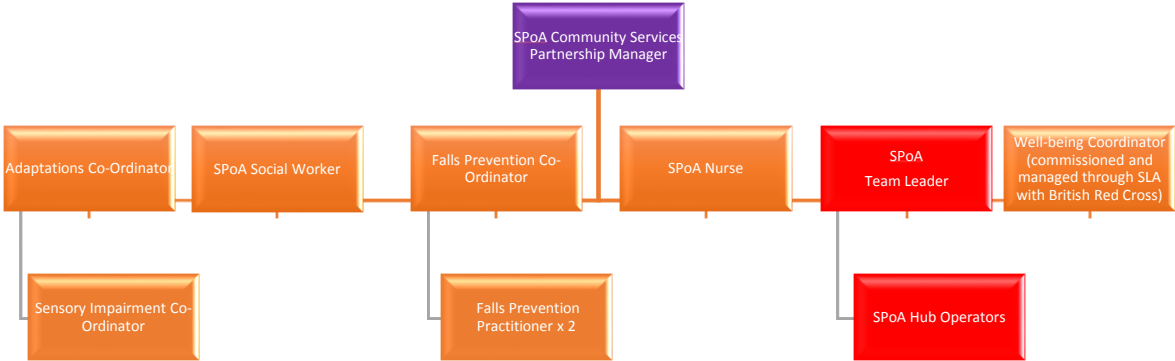 SPoA Community Services
Partnership Manager
Adaptations Co-Ordinator
SPoA Social Worker
Falls Prevention Co-
Ordinator
SPoA Nurse
SPoA
Team Leader
Well-being Coordinator
(commissioned and
managed through SLA
with British Red Cross)
Sensory Impairment Co-
Ordinator
Falls Prevention
Practitioner x 2
SPoA Hub Operators